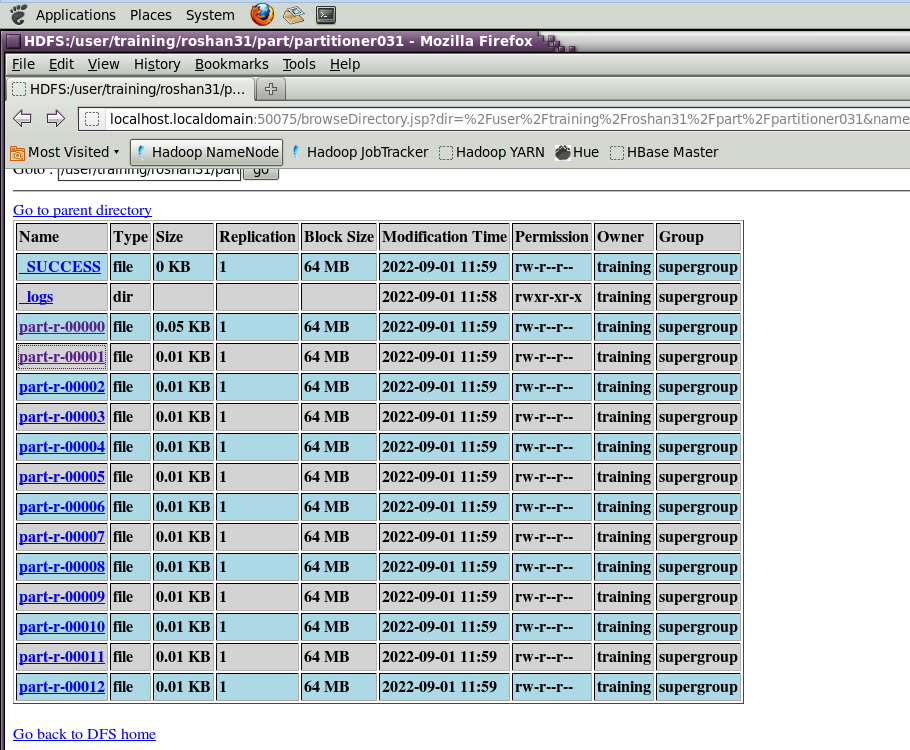 Applications Places System
HDFS:/user/training/roshan31/part/partitioner031 - Mozilla Firefox
File Edit View History Bookmarks Tools Help
HDFS:/user/training/roshan31/p...
localhost.localdomain:50075/browseDirectory.jsp?dir=%2Fuser%2Ftraining%2Froshan31%2Fpart%2Fpartitioner031&name
Most Visited Hadoop NameNode Hadoop JobTracker Hadoop YARN Hue HBase Master
Goto : /user/training/roshan31/part go
Go to parent directory
Name Type Size Replication Block Size Modification Time Permission Owner Group
_SUCCESS file 0 KB 1 64 MB 2022-09-01 11:59 rw-r--r-- training supergroup
_logs dir 2022-09-01 11:58 rwxr-xr-x training supergroup
part-r-00000 file 0.05 KB 1 64 MB 2022-09-01 11:59 rw-r--r-- training supergroup
part-r-00001 file 0.01 KB 1 64 MB 2022-09-01 11:59 rw-r--r-- training supergroup
part-r-00002 file 0.01 KB 1 64 MB 2022-09-01 11:59 rw-r--r-- training supergroup
part-r-00003 file 0.01 KB 1 64 MB 2022-09-01 11:59 rw-r--r-- training supergroup
part-r-00004 file 0.01 KB 1 64 MB 2022-09-01 11:59 rw-r--r-- training supergroup
part-r-00005 file 0.01 KB 1 64 MB 2022-09-01 11:59 rw-r--r-- training supergroup
part-r-00006 file 0.01 KB 1 64 MB 2022-09-01 11:59 rw-r--r-- training supergroup
part-r-00007 file 0.01 KB 1 64 MB 2022-09-01 11:59 rw-r--r-- training supergroup
part-r-00008 file 0.01 KB 1 64 MB 2022-09-01 11:59 rw-r--r-- training supergroup
part-r-00009 file 0.01 KB 1 64 MB 2022-09-01 11:59 rw-r--r-- training supergroup
part-r-00010 file 0.01 KB 1 64 MB 2022-09-01 11:59 rw-r--r-- training supergroup
part-r-00011 file 0.01 KB 1 64 MB 2022-09-01 11:59 rw-r--r-- training supergroup
part-r-00012 file 0.01 KB 1 64 MB 2022-09-01 11:59 rw-r--r-- training supergroup
Go back to DFS home